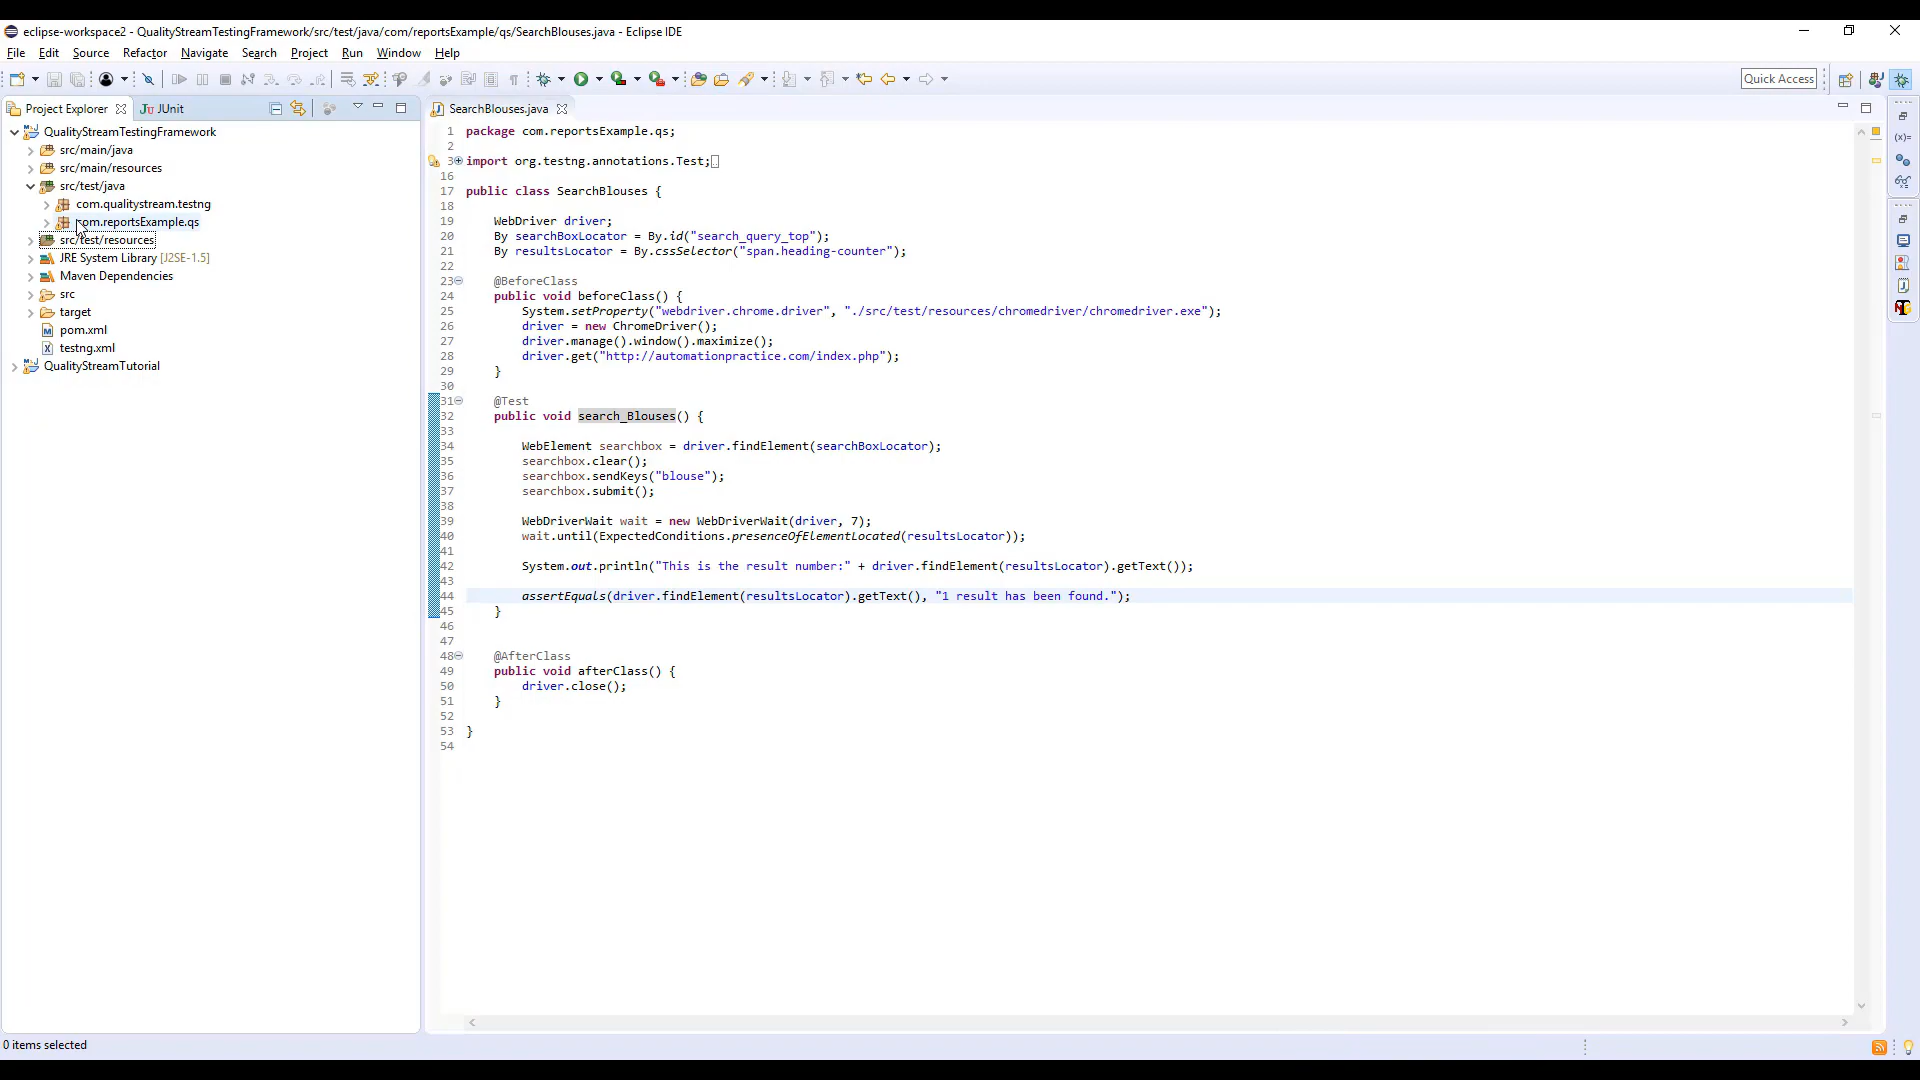 eclipse-workspace2 - QualityStreamTestingFramework/src/test/java/com/reportsExample/qs/SearchBlouses.java - Eclipse IDE
File Edit Source Refactor Navigate Search Project Run Window Help
Quick Access
Project Explorer JUnit
QualityStreamTestingFramework
src/main/java
src/main/resources
src/test/java
com.qualitystream.testng
com.reportsExample.qs
src/test/resources
JRE System Library [J2SE-1.5]
Maven Dependencies
src
target
pom.xml
testng.xml
QualityStreamTutorial
SearchBlouses.java
1 package com.reportsExample.qs;
2
3 import org.testng.annotations.Test;
16
17 public class SearchBlouses {
18
19 WebDriver driver;
20 By searchBoxLocator = By.id("search_query_top");
21 By resultsLocator = By.cssSelector("span.heading-counter");
22
23 @BeforeClass
24 public void beforeClass() {
25 System.setProperty("webdriver.chrome.driver", "./src/test/resources/chromedriver/chromedriver.exe");
26 driver = new ChromeDriver();
27 driver.manage().window().maximize();
28 driver.get("http://automationpractice.com/index.php");
29 }
30
31 @Test
32 public void search_Blouses() {
33
34 WebElement searchbox = driver.findElement(searchBoxLocator);
35 searchbox.clear();
36 searchbox.sendKeys("blouse");
37 searchbox.submit();
38
39 WebDriverWait wait = new WebDriverWait(driver, 7);
40 wait.until(ExpectedConditions.presenceOfElementLocated(resultsLocator));
41
42 System.out.println("This is the result number:" + driver.findElement(resultsLocator).getText());
43
44 assertEquals(driver.findElement(resultsLocator).getText(), "1 result has been found.");
45 }
46
47
48 @AfterClass
49 public void afterClass() {
50 driver.close();
51 }
52
53 }
54
0 items selected